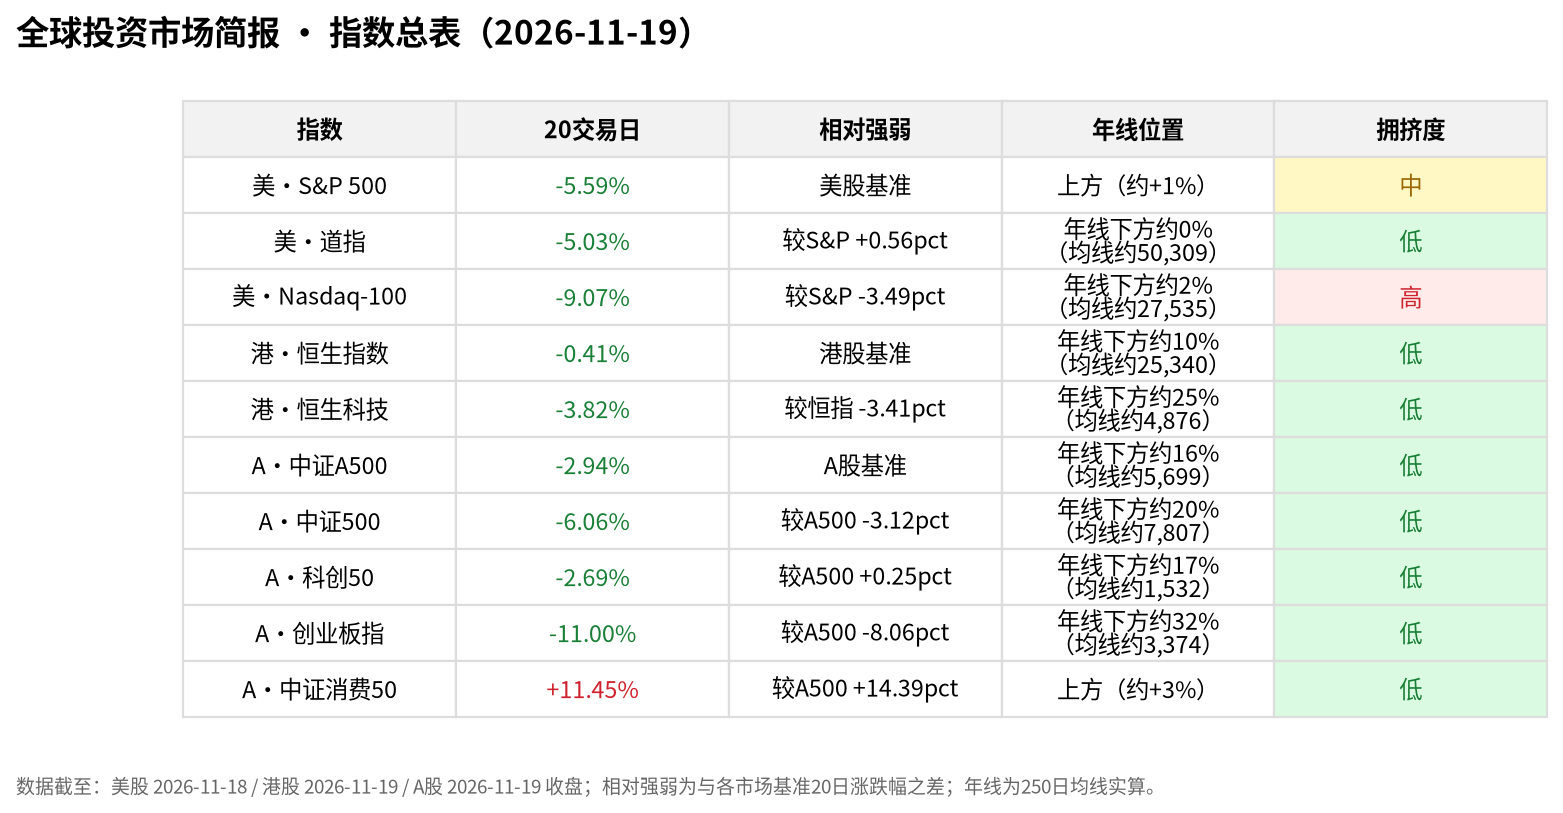 全球投资市场简报 • 指数总表（2026-11-19）
指数 20交易日 相对强弱 年线位置 拥挤度
美・S&P 500 -5.59% 美股基准 上方（约+1%） 中
美・道指 -5.03% 较S&P +0.56pct 年线下方约0%
（均线约50,309） 低
美・Nasdaq-100 -9.07% 较S&P -3.49pct 年线下方约2%
（均线约27,535） 高
港・恒生指数 -0.41% 港股基准 年线下方约10%
（均线约25,340） 低
港・恒生科技 -3.82% 较恒指 -3.41pct 年线下方约25%
（均线约4,876） 低
A・中证A500 -2.94% A股基准 年线下方约16%
（均线约5,699） 低
A・中证500 -6.06% 较A500 -3.12pct 年线下方约20%
（均线约7,807） 低
A・科创50 -2.69% 较A500 +0.25pct 年线下方约17%
（均线约1,532） 低
A・创业板指 -11.00% 较A500 -8.06pct 年线下方约32%
（均线约3,374） 低
A・中证消费50 +11.45% 较A500 +14.39pct 上方（约+3%） 低
数据截至：美股 2026-11-18 / 港股 2026-11-19 / A股 2026-11-19 收盘；相对强弱为与各市场基准20日涨跌幅之差；年线为250日均线实算。